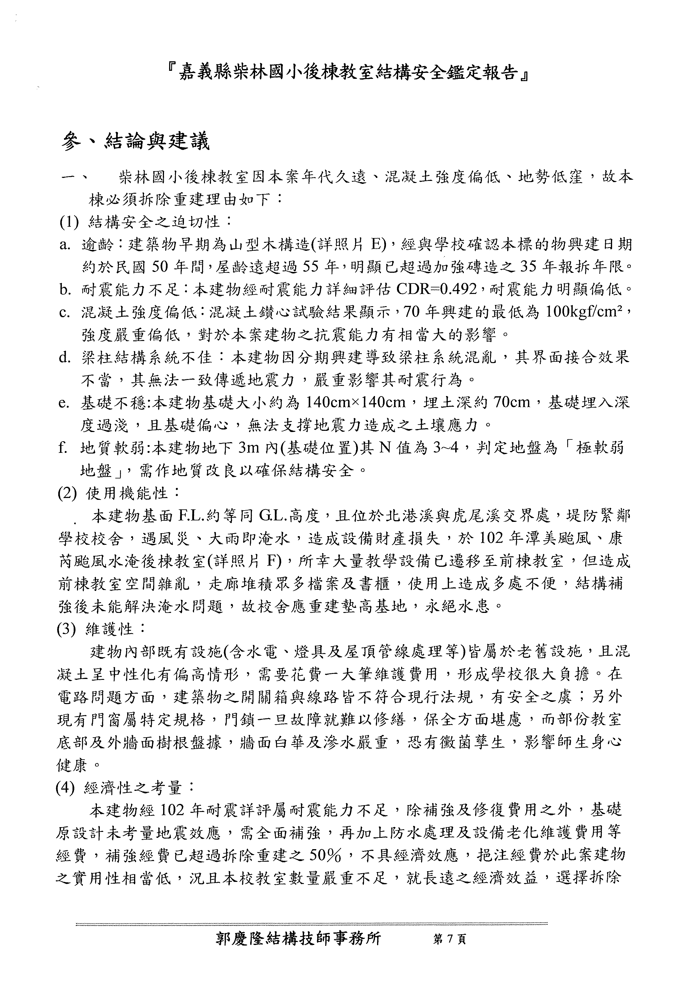 『嘉義縣柴林國小後棟教室結構安全鑑定報告』
參、結論與建議
一、 柴林國小後棟教室因本案年代久遠、混凝土強度偏低、地勢低窪，故本
棟必須拆除重建理由如下：
(1) 結構安全之迫切性：
a. 逾齡：建築物早期為山型木構造(詳照片 E)，經與學校確認本標的物興建日期
約於民國 50 年間，屋齡遠超過 55 年，明顯已超過加強磚造之 35 年報拆年限。
b. 耐震能力不足：本建物經耐震能力詳細評估 CDR=0.492，耐震能力明顯偏低。
c. 混凝土強度偏低：混凝土鑽心試驗結果顯示，70 年興建的最低為 100kgf/cm²，
強度嚴重偏低，對於本案建物之抗震能力有相當大的影響。
d. 梁柱結構系統不佳：本建物因分期興建導致梁柱系統混亂，其界面接合效果
不當，其無法一致傳遞地震力，嚴重影響其耐震行為。
e. 基礎不穩:本建物基礎大小約為 140cm×140cm，埋土深約 70cm，基礎埋入深
度過淺，且基礎偏心，無法支撐地震力造成之土壤應力。
f. 地質軟弱:本建物地下 3m 內(基礎位置)其 N 值為 3~4，判定地盤為「極軟弱
地盤」，需作地質改良以確保結構安全。
(2) 使用機能性：
本建物基面 F.L.約等同 G.L.高度，且位於北港溪與虎尾溪交界處，堤防緊鄰
學校校舍，遇風災、大雨即淹水，造成設備財產損失，於 102 年潭美颱風、康
芮颱風水淹後棟教室(詳照片 F)，所幸大量教學設備已遷移至前棟教室，但造成
前棟教室空間雜亂，走廊堆積眾多檔案及書櫃，使用上造成多處不便，結構補
強後未能解決淹水問題，故校舍應重建墊高基地，永絕水患。
(3) 維護性：
建物內部既有設施(含水電、燈具及屋頂管線處理等)皆屬於老舊設施，且混
凝土呈中性化有偏高情形，需要花費一大筆維護費用，形成學校很大負擔。在
電路問題方面，建築物之開關箱與線路皆不符合現行法規，有安全之虞；另外
現有門窗屬特定規格，門鎖一旦故障就難以修繕，保全方面堪慮，而部份教室
底部及外牆面樹根盤據，牆面白華及滲水嚴重，恐有黴菌孳生，影響師生身心
健康。
(4) 經濟性之考量：
本建物經 102 年耐震詳評屬耐震能力不足，除補強及修復費用之外，基礎
原設計未考量地震效應，需全面補強，再加上防水處理及設備老化維護費用等
經費，補強經費已超過拆除重建之 50%，不具經濟效應，挹注經費於此案建物
之實用性相當低，況且本校教室數量嚴重不足，就長遠之經濟效益，選擇拆除
郭慶隆結構技師事務所 第 7 頁